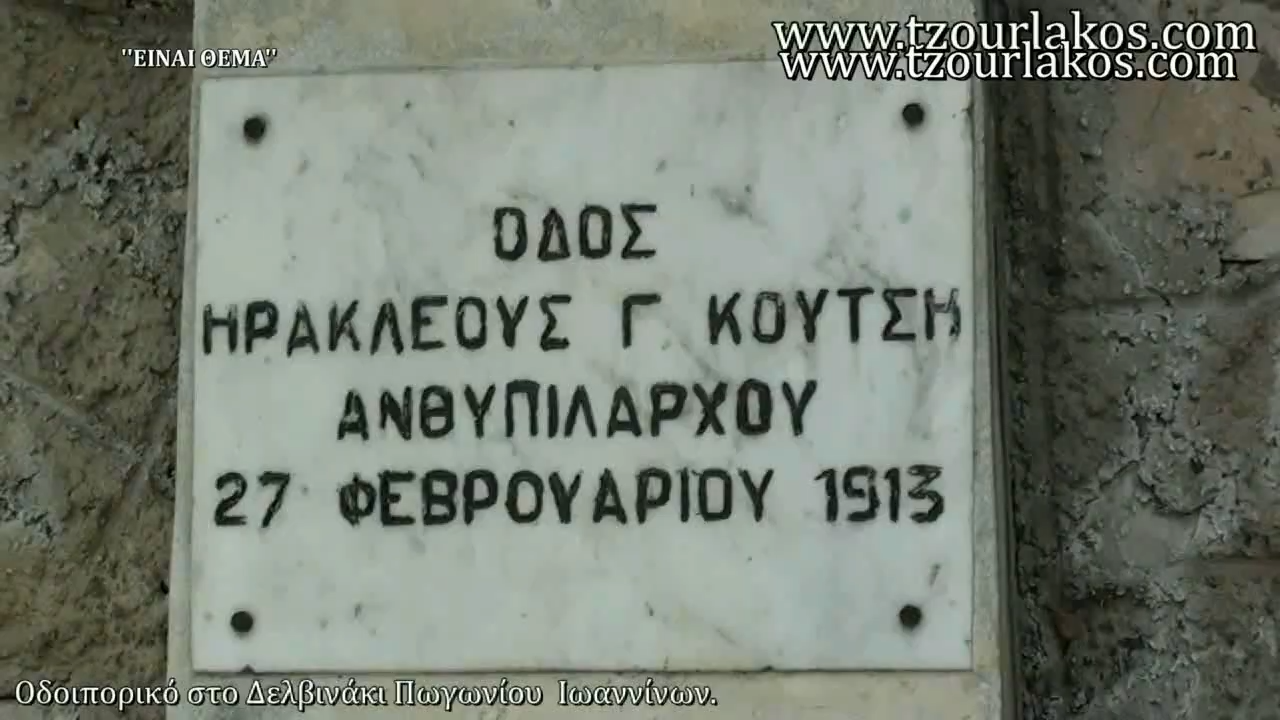 www.tzourlakos.com
www.tzourlakos.com
"ΕΙΝΑΙ ΘΕΜΑ"
ΟΔΟΣ
ΗΡΑΚΛΕΟΥΣ Γ ΚΟΥΤΣΗ
ΑΝΘΥΠΙΛΑΡΧΟΥ
27 ΦΕΒΡΟΥΑΡΙΟΥ 1913
Οδοιπορικό στο Δελβινάκι Πωγωνίου Ιωαννίνων.